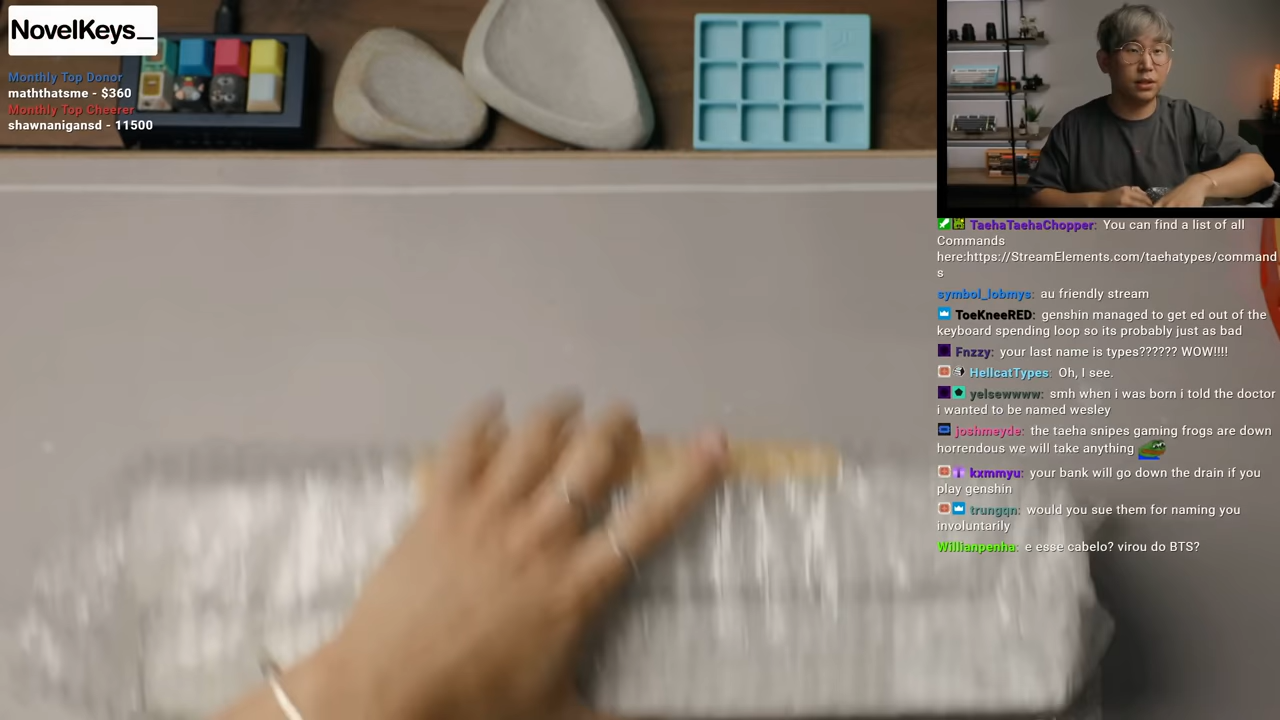 NovelKeys_
Monthly Top Donor
maththatsme - $360
Monthly Top Cheerer
shawnanigansd - 11500
TaehaTaehaChopper: You can find a list of all
Commands
here:https://StreamElements.com/taehatypes/command
s
symbol_lobmys: au friendly stream
ToeKneeRED: genshin managed to get ed out of the
keyboard spending loop so its probably just as bad
Fnzzy: your last name is types?????? WOW!!!!
HellcatTypes: Oh, I see.
yelsewwww: smh when i was born i told the doctor
i wanted to be named wesley
joshmeyde: the taeha snipes gaming frogs are down
horrendous we will take anything
kxmmyu: your bank will go down the drain if you
play genshin
trungqn: would you sue them for naming you
involuntarily
Willianpenha: e esse cabelo? virou do BTS?